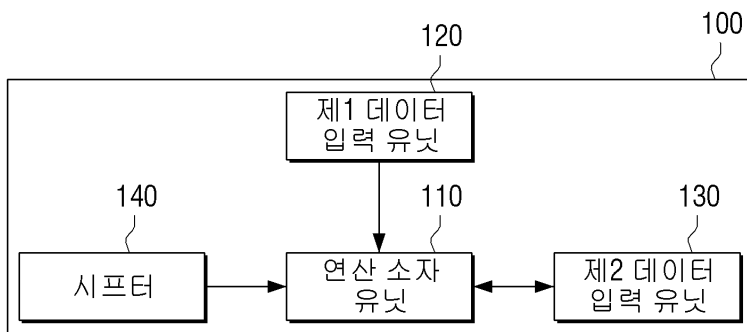 120
100
제1 데이터
입력 유닛
140
110
130
시프터
연산 소자
유닛
제2 데이터
입력 유닛